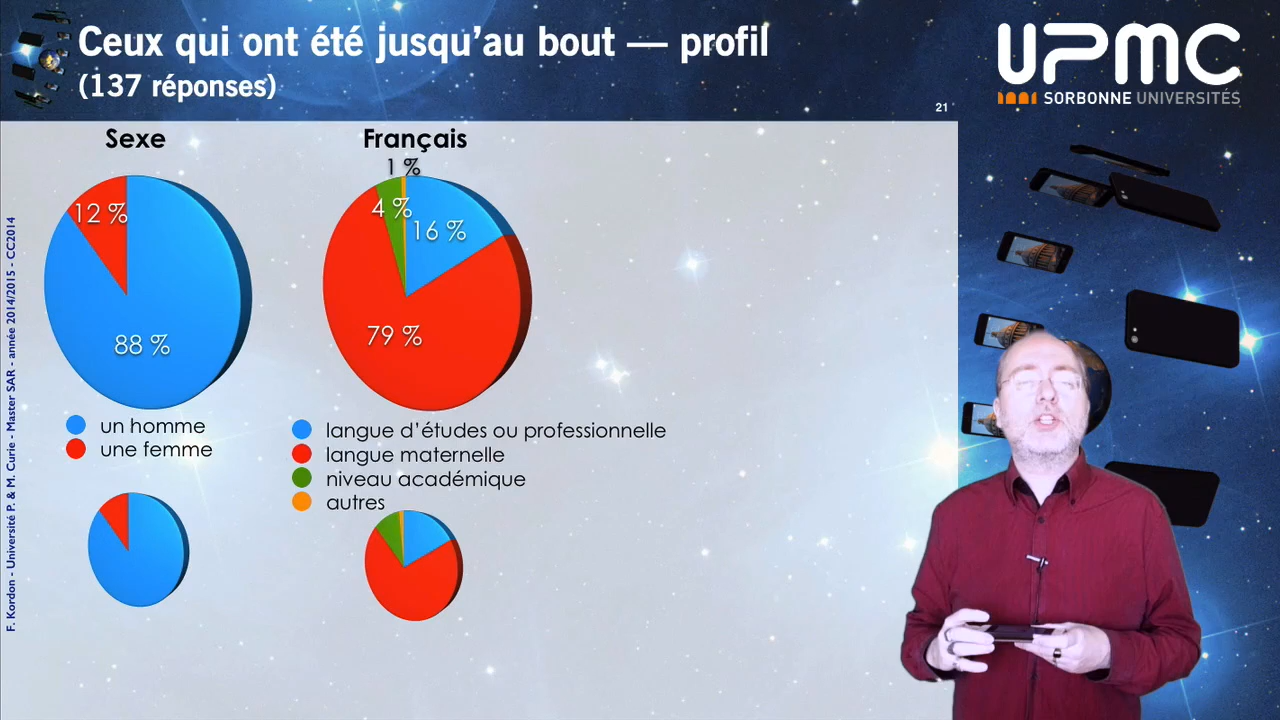 Ceux qui ont été jusqu'au bout — profil
(137 réponses)
21
UPMC
SORBONNE UNIVERSITÉS
F. Kordon - Université P. & M. Curie - Master SAR - année 2014/2015 - CC2014
Sexe
12 %
88 %
un homme
une femme
Français
1 %
4 %
16 %
79 %
langue d'études ou professionnelle
langue maternelle
niveau académique
autres